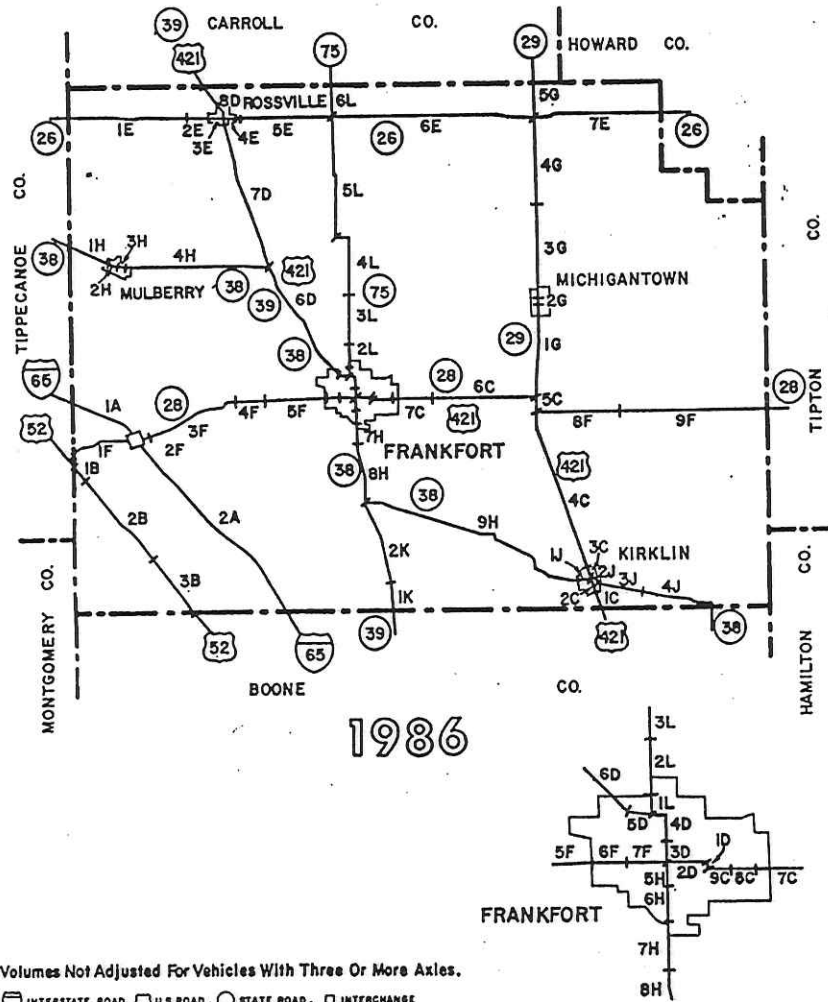 39 CARROLL CO.
421 75 29 HOWARD CO.
8D ROSSVILLE 6L 5G
26 1E 2E 3E 4E 5E 26 6E 7E 26
4G
TIPPECANOE CO.
7D 5L
38 1H 3H 4H 421 4L 3G
2H MULBERRY 38 39 6D 75 MICHIGANTOWN
2G
3L 29
38 2L 1G
65 1A 28 4F 5F 7C 28 6C 5C 28
421 8F 9F
TIPTON CO.
52 1F 2F 3F 7H FRANKFORT
1B 38 8H 38 421
2B 2A 4C
9H
2K 1J 3C KIRKLIN
3B 2J 3J 4J
1K 2C 1C
MONTGOMERY CO.
52 65 39 421 38
HAMILTON CO.
BOONE CO.
1986
3L
6D 2L
1L
5D 4D 1D
5F 6F 7F 3D
5H 2D 9C 8C 7C
6H
FRANKFORT
7H
8H
Volumes Not Adjusted For Vehicles With Three Or More Axles.
INTERSTATE ROAD U.S ROAD STATE ROAD. INTERCHANGE